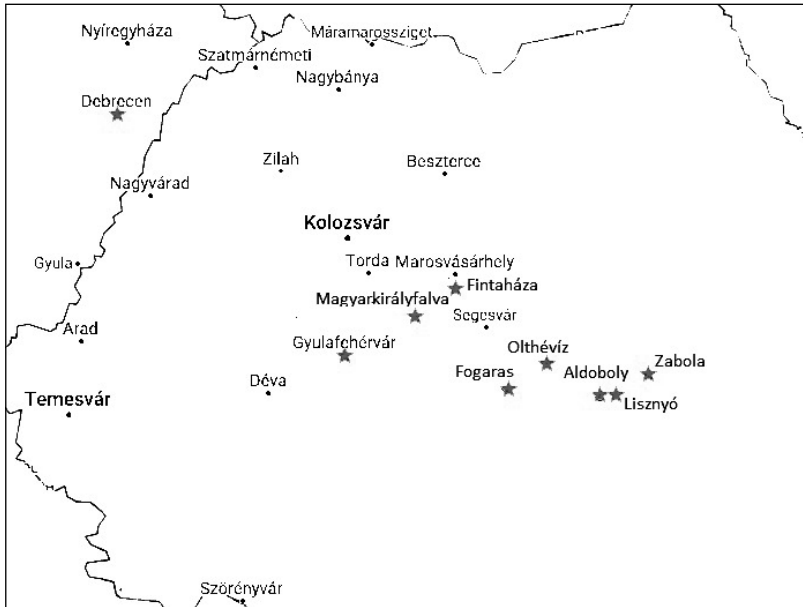 Nyíregyháza
Máramarossziget
Szatmárnémeti
Nagybánya
Debrecen
Zilah
Beszterce
Nagyvárad
Kolozsvár
Gyula
Torda
Marosvásárhely
Fintaháza
Magyarkirályfalva
Segesvár
Arad
Gyulafehérvár
Olthévíz
Zabola
Fogaras
Aldoboly
Déva
Temesvár
Lisznyó
Szörényvár